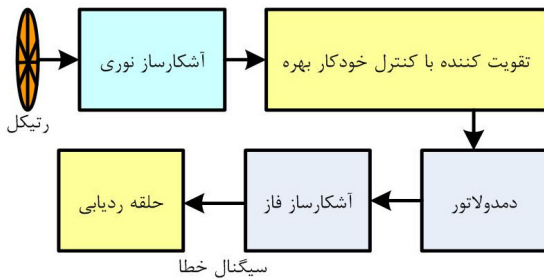 آشکارساز نوری
تقویت کننده با کنترل خودکار بهره
رتیکل
دمدولاتور
آشکارساز فاز
حلقه ردیابی
سیگنال خطا